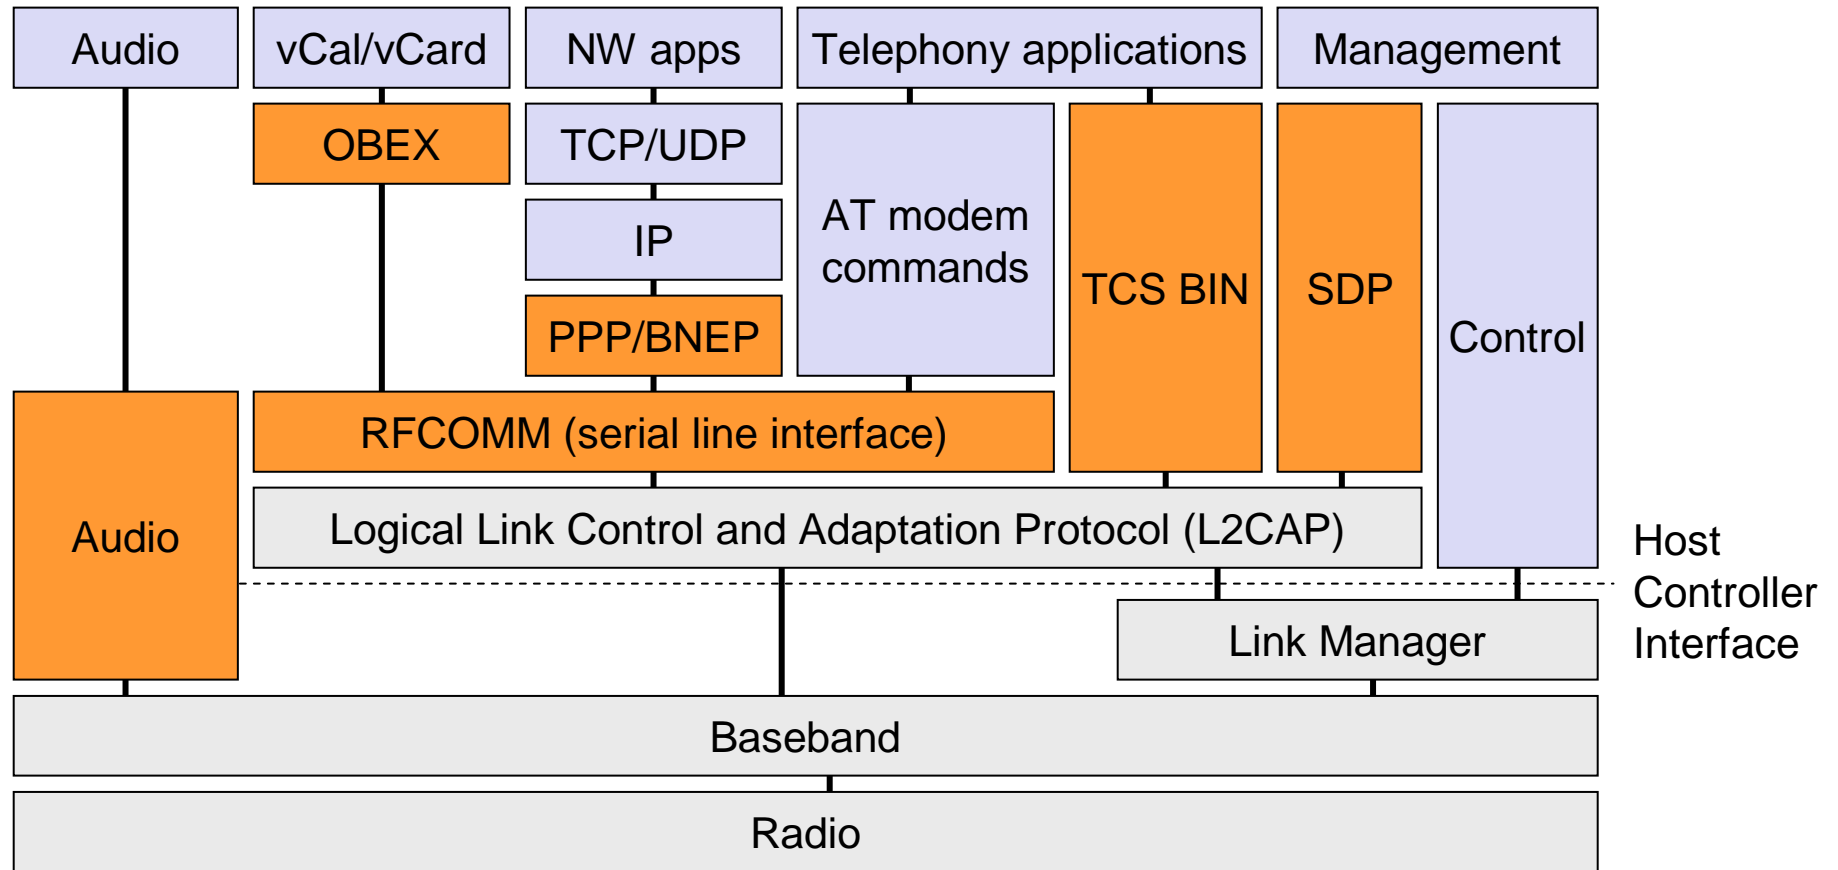 Audio
vCal/vCard
NW apps
Telephony applications
Management
OBEX
TCP/UDP
IP
PPP/BNEP
AT modem
commands
TCS BIN
SDP
Control
RFCOMM (serial line interface)
Audio
Logical Link Control and Adaptation Protocol (L2CAP)
Host
Controller
Interface
Link Manager
Baseband
Radio